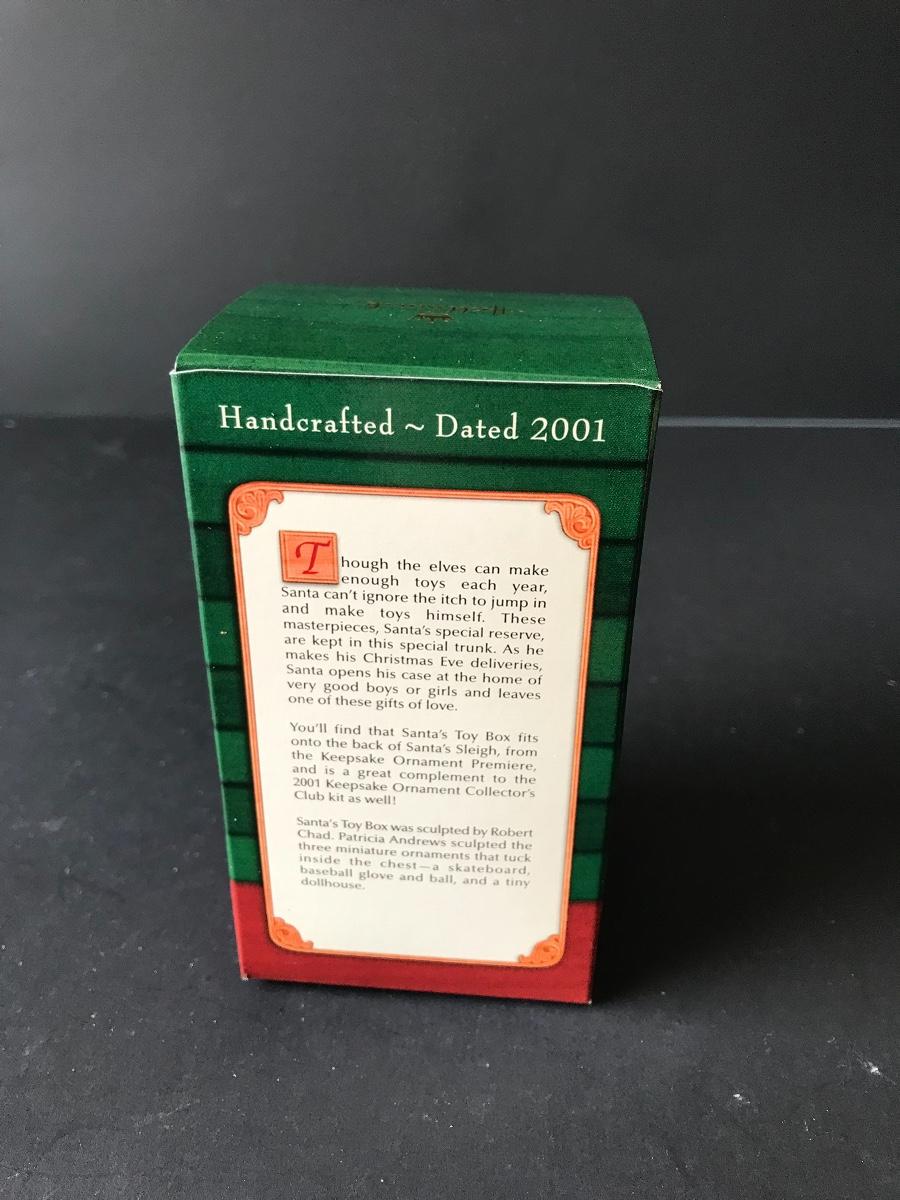 Handcrafted ~ Dated 2001
Though the elves can make
enough toys each year,
Santa can't ignore the itch to jump in
and make toys himself. These
masterpieces, Santa's special reserve,
are kept in this special trunk. As he
makes his Christmas Eve deliveries,
Santa opens his case at the home of
very good boys or girls and leaves
one of these gifts of love.
You'll find that Santa's Toy Box fits
onto the back of Santa's Sleigh, from
the Keepsake Ornament Premiere,
and is a great complement to the
2001 Keepsake Ornament Collector's
Club kit as well!
Santa's Toy Box was sculpted by Robert
Chad. Patricia Andrews sculpted the
three miniature ornaments that tuck
inside the chest—a skateboard,
baseball glove and ball, and a tiny
dollhouse.